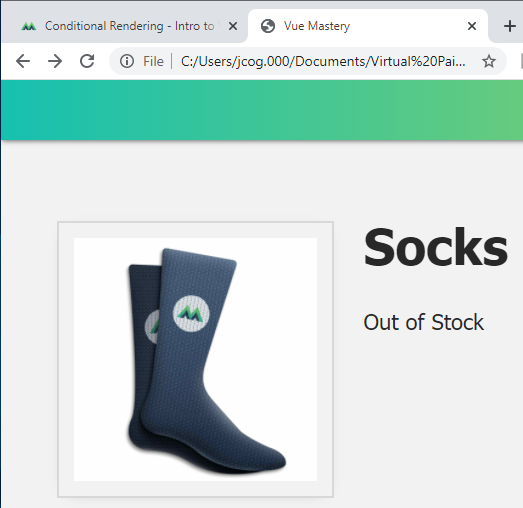 Conditional Rendering - Intro to
Vue Mastery
File
C:/Users/jcog.000/Documents/Virtual%20Pai...
Socks
Out of Stock